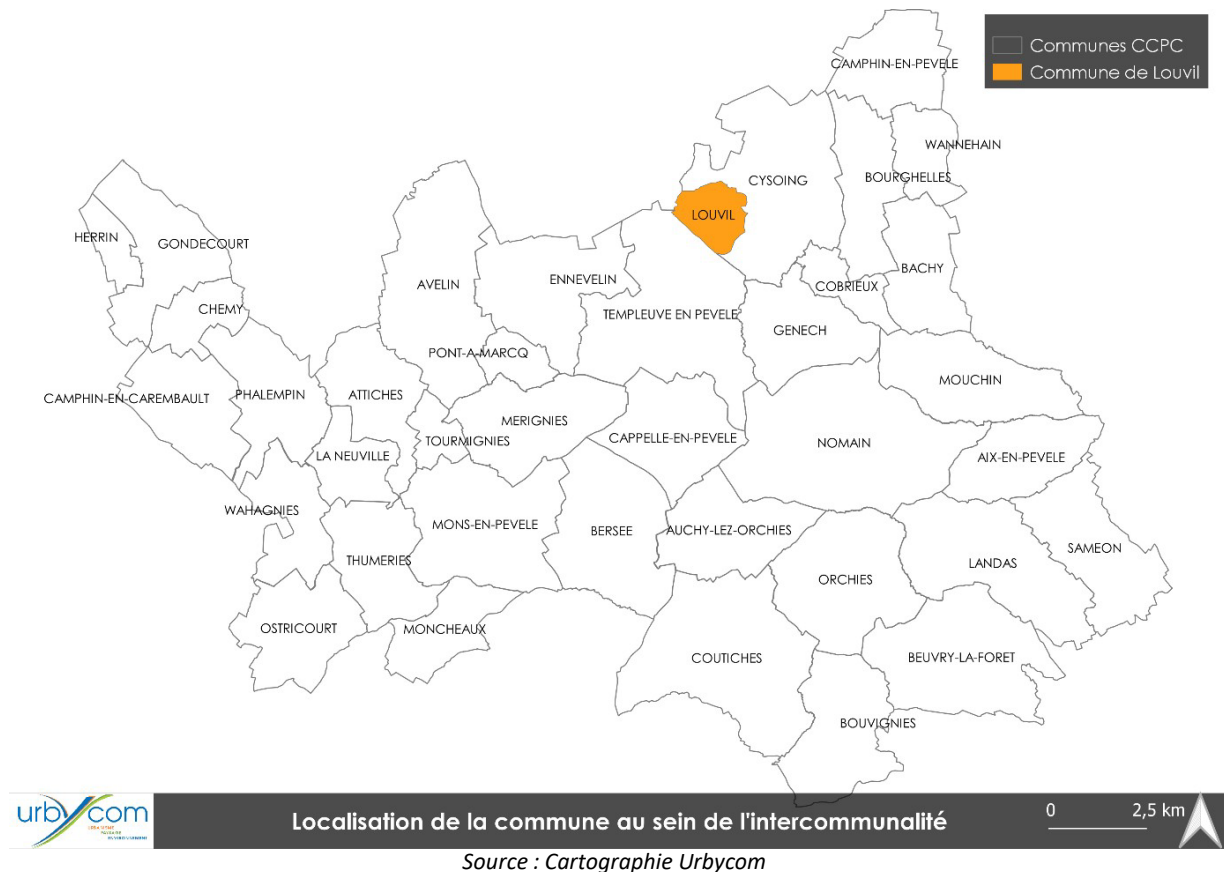 Communes CCPC
Commune de Louvil
CAMPHIN-EN-PEVELE
WANNEHAIN
BOURGHELLES
CYSOING
LOUVIL
HERRIN
GONDECOURT
BACHY
ENNEVELIN
AVELIN
COBRIEUX
CHEMY
TEMPLEUVE EN PEVELE
GENECH
PONT-A-MARCQ
MOUCHIN
CAMPHIN-EN-CAREMBAULT
PHALEMPIN
ATTICHES
MERIGNIES
TOURMIGNIES
CAPPELLE-EN-PEVELE
NOMAIN
LA NEUVILLE
AIX-EN-PEVELE
WAHAGNIES
MONS-EN-PEVELE
BERSEE
AUCHY-LEZ-ORCHIES
SAMEON
THUMERIES
LANDAS
ORCHIES
OSTRICOURT
MONCHEAUX
COUTICHES
BEUVRY-LA-FORET
BOUVIGNIES
urbycom
URBANISME
PAYSAGE
ENVIRONNEMENT
Localisation de la commune au sein de l'intercommunalité
0 2,5 km
Source : Cartographie Urbycom